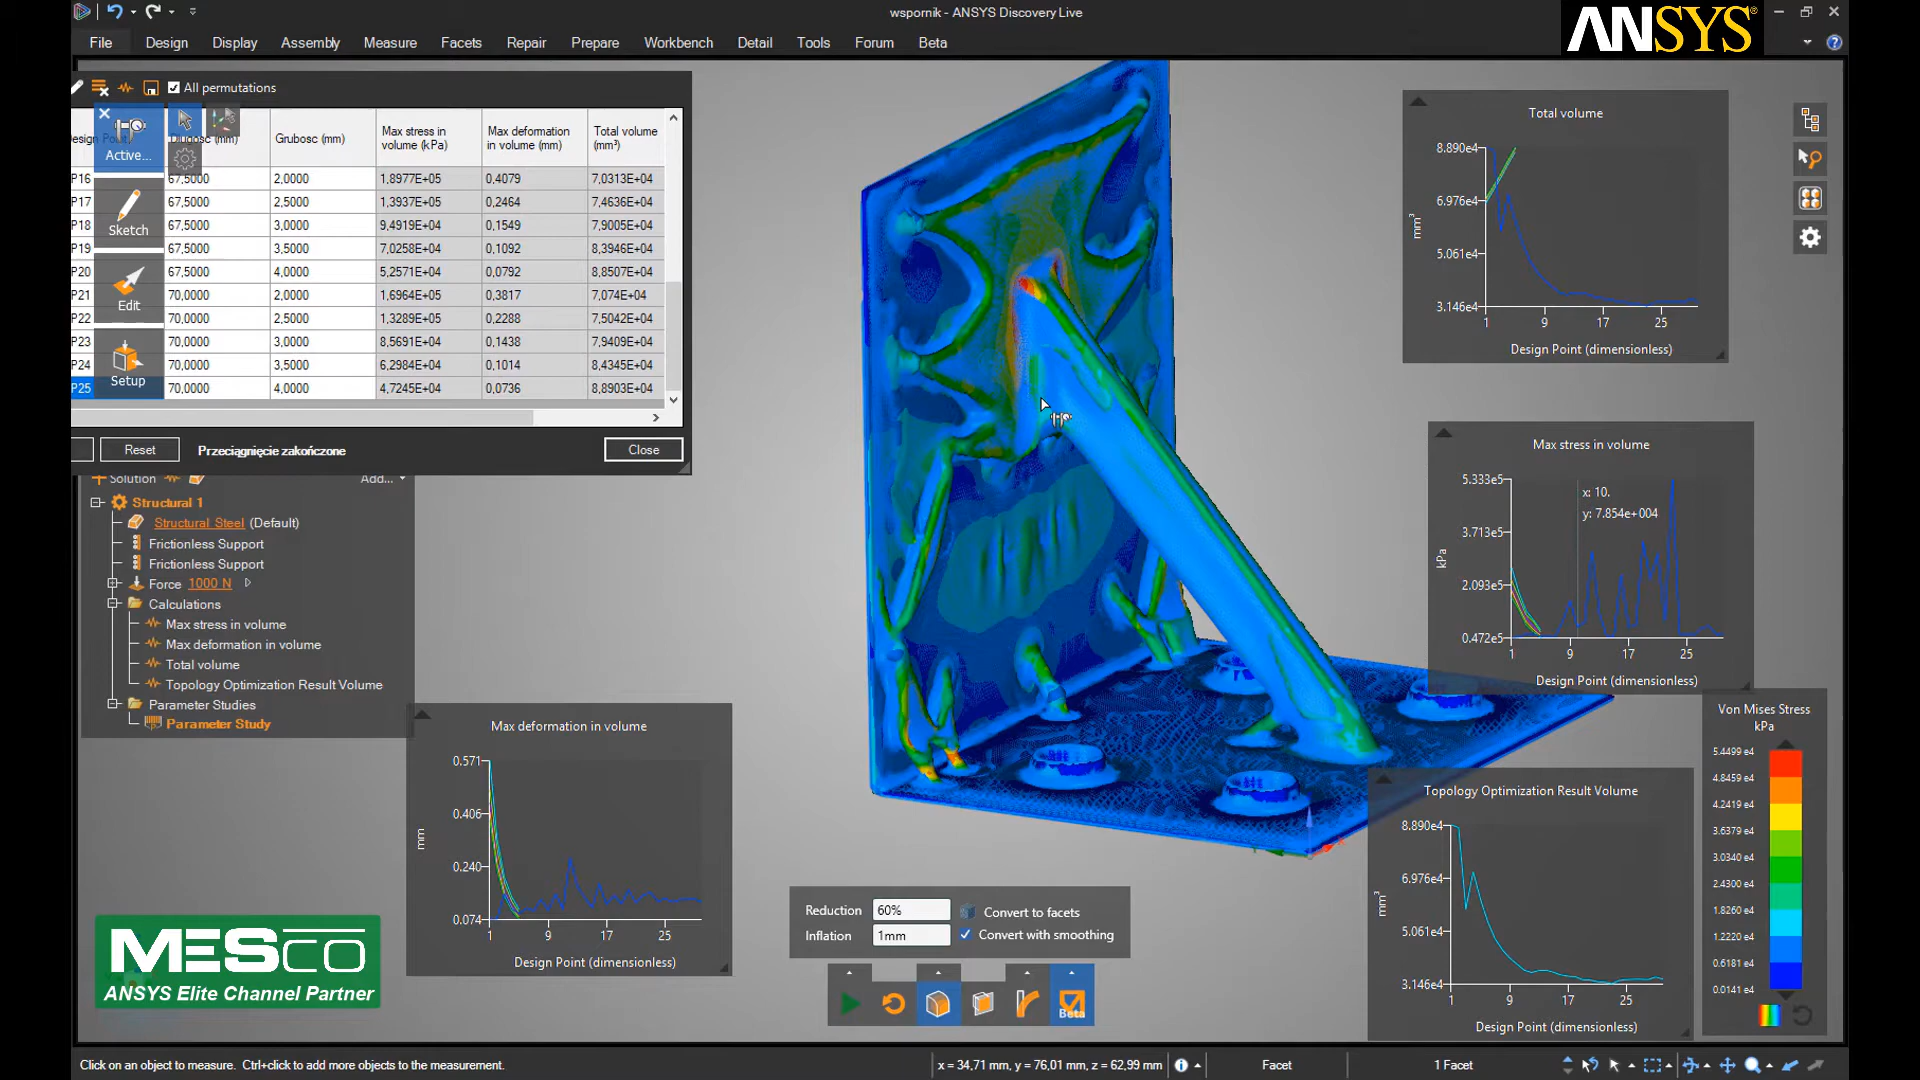 wspornik - ANSYS Discovery Live
ANSYS
File Design Display Assembly Measure Facets Repair Prepare Workbench Detail Tools Forum Beta
All permutations
Grubosc (mm) Max stress in volume (kPa) Max deformation in volume (mm) Total volume (mm³)
Active...
Sketch
Edit
Setup
P16 67,5000 2,0000 1,8977E+05 0,4079 7,0313E+04
P17 67,5000 2,5000 1,3937E+05 0,2464 7,4636E+04
P18 67,5000 3,0000 9,4919E+04 0,1549 7,9005E+04
P19 67,5000 3,5000 7,0258E+04 0,1092 8,3946E+04
P20 67,5000 4,0000 5,2571E+04 0,0792 8,8507E+04
P21 70,0000 2,0000 1,6964E+05 0,3817 7,074E+04
P22 70,0000 2,5000 1,3289E+05 0,2288 7,5042E+04
P23 70,0000 3,0000 8,5691E+04 0,1438 7,9409E+04
P24 70,0000 3,5000 6,2984E+04 0,1014 8,4345E+04
P25 70,0000 4,0000 4,7245E+04 0,0736 8,8903E+04
Reset Przeciągnięcie zakończone Close
Solution Add...
Structural 1
Structural Steel (Default)
Frictionless Support
Frictionless Support
Force 1000 N
Calculations
Max stress in volume
Max deformation in volume
Total volume
Topology Optimization Result Volume
Parameter Studies
Parameter Study
Total volume
8.890e4
6.976e4
5.061e4
3.146e4
mm³
1 9 17 25
Design Point (dimensionless)
Max stress in volume
5.333e5
3.713e5
2.093e5
0.472e5
kPa
x: 10.
y: 7.854e+004
1 9 17 25
Design Point (dimensionless)
Max deformation in volume
0.571
0.406
0.240
0.074
mm
1 9 17 25
Design Point (dimensionless)
Topology Optimization Result Volume
8.890e4
6.976e4
5.061e4
3.146e4
mm³
1 9 17 25
Design Point (dimensionless)
Von Mises Stress
kPa
5.4499 e4
4.8459 e4
4.2419 e4
3.6379 e4
3.0340 e4
2.4300 e4
1.8260 e4
1.2220 e4
0.6181 e4
0.0141 e4
Reduction 60% Convert to facets
Inflation 1mm Convert with smoothing
Beta
MESco
ANSYS Elite Channel Partner
Click on an object to measure. Ctrl+click to add more objects to the measurement.
x = 34,71 mm, y = 76,01 mm, z = 62,99 mm Facet 1 Facet